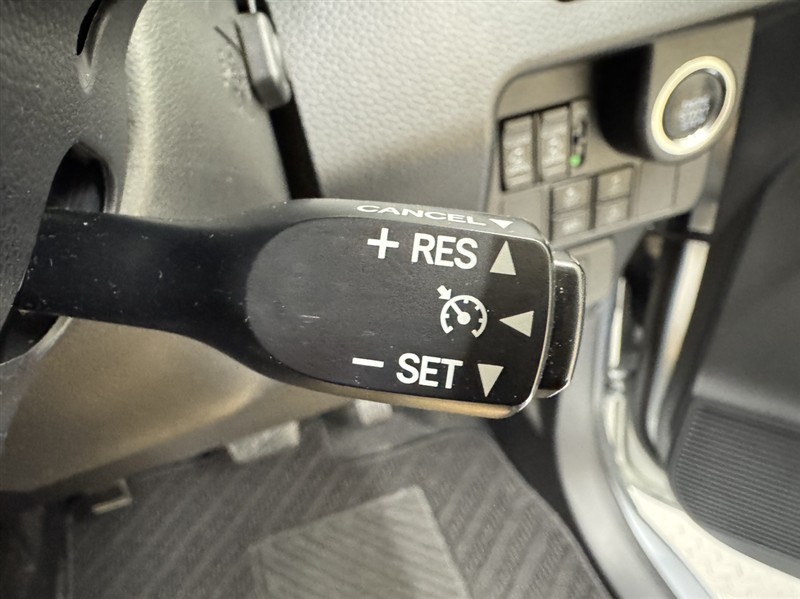 CANCEL
+ RES
- SET